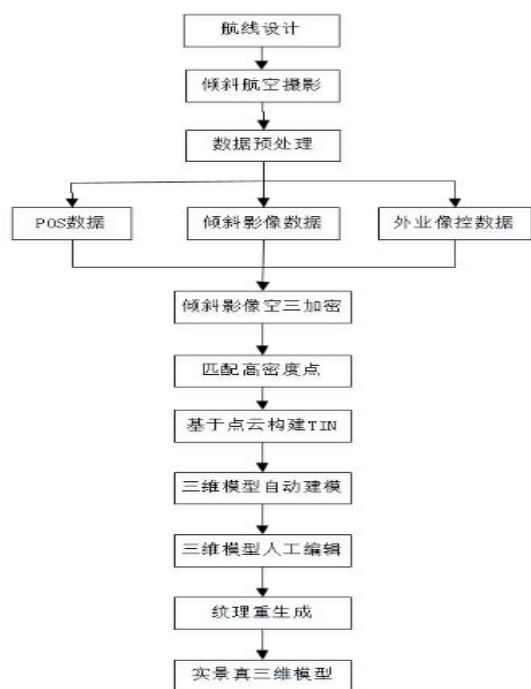 航线设计
倾斜航空摄影
数据预处理
POS数据
倾斜影像数据
外业像控数据
倾斜影像空三加密
匹配高密度点
基于点云构建TIN
三维模型自动建模
三维模型人工编辑
纹理重生成
实景真三维模型